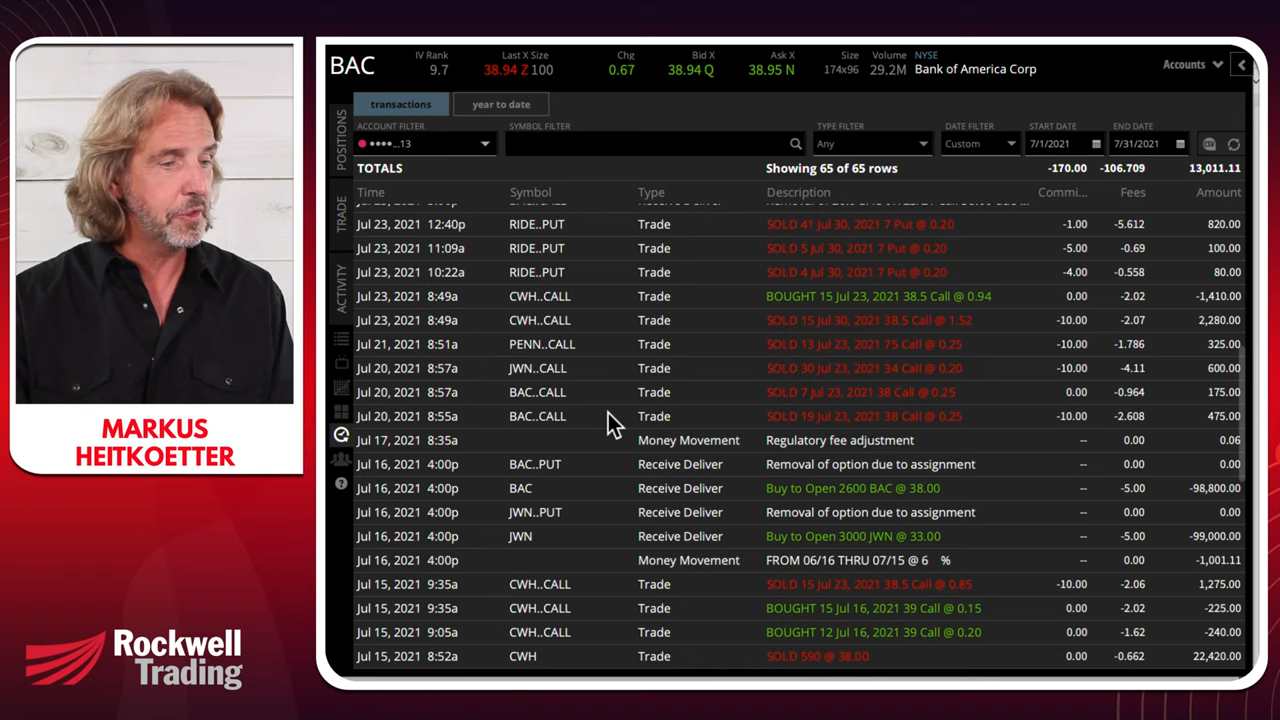 BAC
IV Rank
9.7
Last X Size
38.94 Z 100
Chg
0.67
Bid X
38.94 Q
Ask X
38.95 N
Size
174x96
Volume
29.2M
NYSE
Bank of America Corp
Accounts
POSITIONS
TRADE
ACTIVITY
transactions year to date
ACCOUNT FILTER SYMBOL FILTER TYPE FILTER DATE FILTER START DATE END DATE
••••...13 Any Custom 7/1/2021 7/31/2021
TOTALS Showing 65 of 65 rows -170.00 -106.709 13,011.11
Time Symbol Type Description Commi... Fees Amount
Jul 23, 2021 12:40p RIDE..PUT Trade SOLD 41 Jul 30, 2021 7 Put @ 0.20 -1.00 -5.612 820.00
Jul 23, 2021 11:09a RIDE..PUT Trade SOLD 5 Jul 30, 2021 7 Put @ 0.20 -5.00 -0.69 100.00
Jul 23, 2021 10:22a RIDE..PUT Trade SOLD 4 Jul 30, 2021 7 Put @ 0.20 -4.00 -0.558 80.00
Jul 23, 2021 8:49a CWH..CALL Trade BOUGHT 15 Jul 23, 2021 38.5 Call @ 0.94 0.00 -2.02 -1,410.00
Jul 23, 2021 8:49a CWH..CALL Trade SOLD 15 Jul 30, 2021 38.5 Call @ 1.52 -10.00 -2.07 2,280.00
Jul 21, 2021 8:51a PENN..CALL Trade SOLD 13 Jul 23, 2021 75 Call @ 0.25 -10.00 -1.786 325.00
Jul 20, 2021 8:57a JWN..CALL Trade SOLD 30 Jul 23, 2021 34 Call @ 0.20 -10.00 -4.11 600.00
Jul 20, 2021 8:57a BAC..CALL Trade SOLD 7 Jul 23, 2021 38 Call @ 0.25 0.00 -0.964 175.00
Jul 20, 2021 8:55a BAC..CALL Trade SOLD 19 Jul 23, 2021 38 Call @ 0.25 -10.00 -2.608 475.00
Jul 17, 2021 8:35a Money Movement Regulatory fee adjustment -- 0.00 0.06
Jul 16, 2021 4:00p BAC..PUT Receive Deliver Removal of option due to assignment -- 0.00 0.00
Jul 16, 2021 4:00p BAC Receive Deliver Buy to Open 2600 BAC @ 38.00 -- -5.00 -98,800.00
Jul 16, 2021 4:00p JWN..PUT Receive Deliver Removal of option due to assignment -- 0.00 0.00
Jul 16, 2021 4:00p JWN Receive Deliver Buy to Open 3000 JWN @ 33.00 -- -5.00 -99,000.00
Jul 16, 2021 4:00p Money Movement FROM 06/16 THRU 07/15 @ 6 % -- 0.00 -1,001.11
Jul 15, 2021 9:35a CWH..CALL Trade SOLD 15 Jul 23, 2021 38.5 Call @ 0.85 -10.00 -2.06 1,275.00
Jul 15, 2021 9:35a CWH..CALL Trade BOUGHT 15 Jul 16, 2021 39 Call @ 0.15 0.00 -2.02 -225.00
Jul 15, 2021 9:05a CWH..CALL Trade BOUGHT 12 Jul 16, 2021 39 Call @ 0.20 0.00 -1.62 -240.00
Jul 15, 2021 8:52a CWH Trade SOLD 590 @ 38.00 0.00 -0.662 22,420.00
MARKUS
HEITKOETTER
Rockwell
Trading